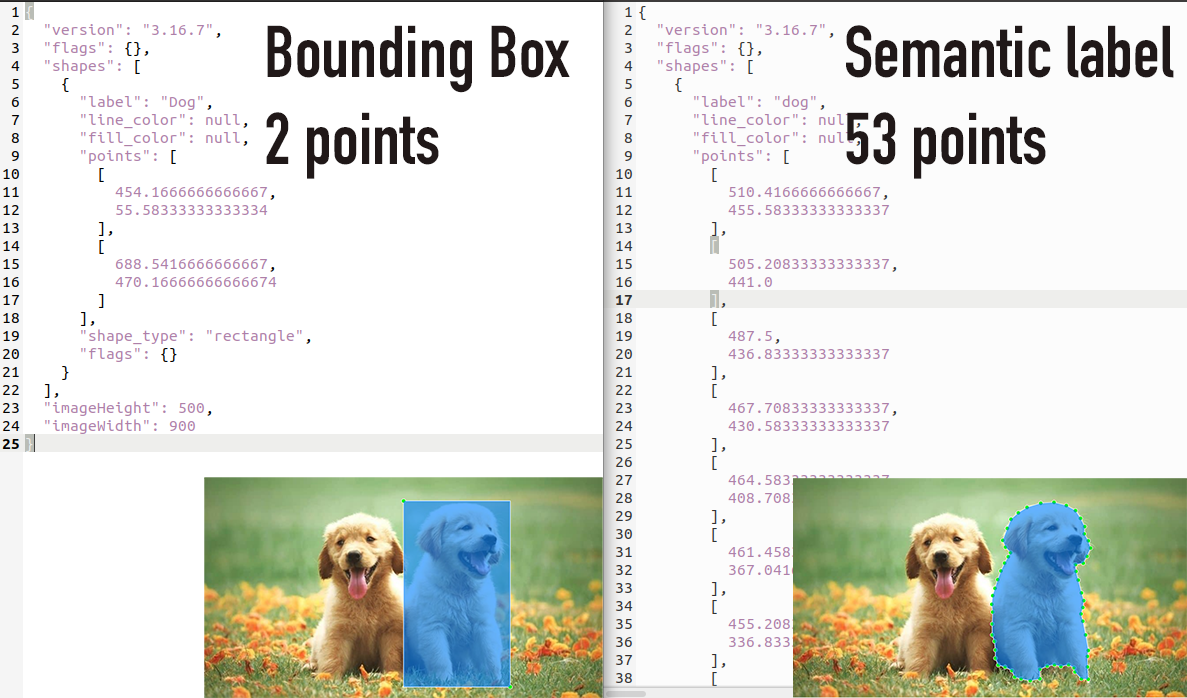 Bounding Box
2 points
1 {
2 "version": "3.16.7",
3 "flags": {},
4 "shapes": [
5 {
6 "label": "Dog",
7 "line_color": null,
8 "fill_color": null,
9 "points": [
10 [
11 454.1666666666667,
12 55.58333333333334
13 ],
14 [
15 688.5416666666667,
16 470.16666666666674
17 ]
18 ],
19 "shape_type": "rectangle",
20 "flags": {}
21 }
22 ],
23 "imageHeight": 500,
24 "imageWidth": 900
25 }
Semantic label
53 points
1 {
2 "version": "3.16.7",
3 "flags": {},
4 "shapes": [
5 {
6 "label": "dog",
7 "line_color": null,
8 "fill_color": null,
9 "points": [
10 [
11 510.4166666666667,
12 455.58333333333337
13 ],
14 [
15 505.20833333333337,
16 441.0
17 ],
18 [
19 487.5,
20 436.83333333333337
21 ],
22 [
23 467.70833333333337,
24 430.58333333333337
25 ],
26 [
27 464.58333333333337,
28 408.708
29 ],
30 [
31 461.458
32 367.041
33 ],
34 [
35 455.208
36 336.833
37 ],
38 [